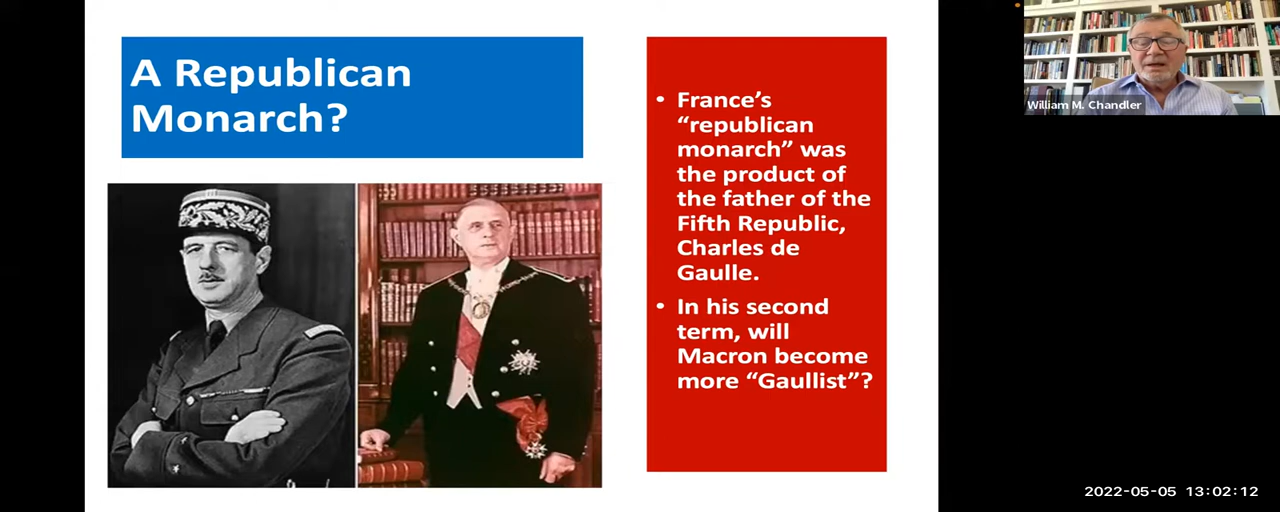 A Republican
Monarch?
• France’s
“republican
monarch” was
the product of
the father of the
Fifth Republic,
Charles de
Gaulle.
• In his second
term, will
Macron become
more “Gaullist”?
William M. Chandler
2022-05-05 13:02:12